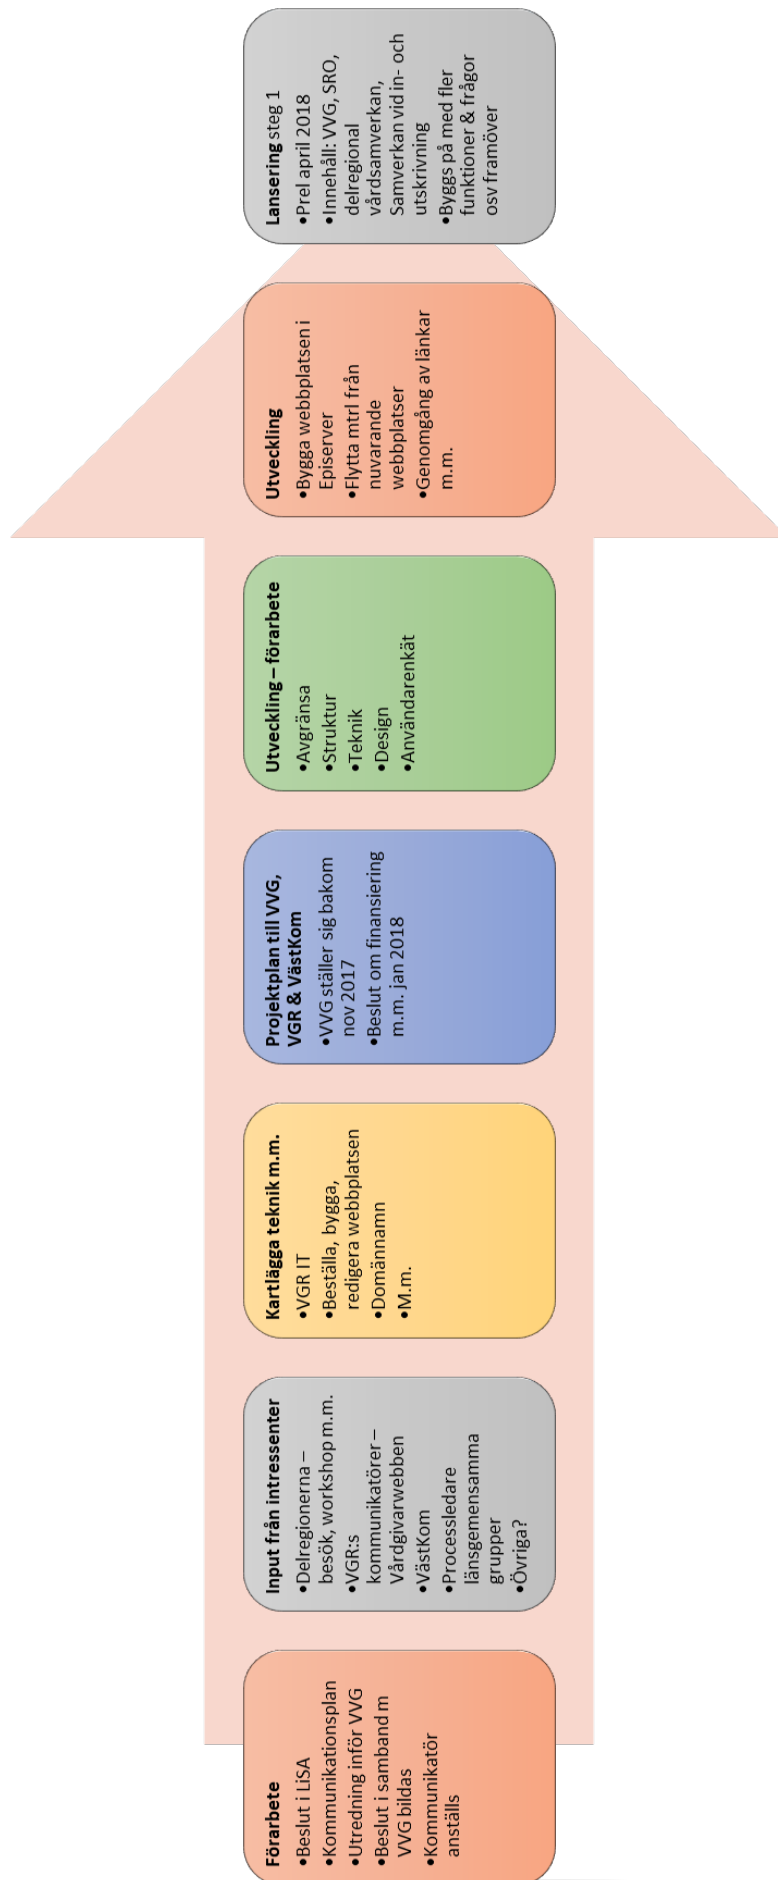 Förarbete
•Beslut i LiSA
•Kommunikationsplan
•Utredning inför VVG
•Beslut i samband m
VVG bildas
•Kommunikatör
anställs
Input från intressenter
•Delregionerna –
besök, workshop m.m.
•VGR:s
kommunikatörer –
Vårdgivarwebben
•VästKom
•Processledare
länsgemensamma
grupper
•Övriga?
Kartlägga teknik m.m.
•VGR IT
•Beställa, bygga,
redigera webbplatsen
•Domännamn
•M.m.
Projektplan till VVG,
VGR & VästKom
•VVG ställer sig bakom
nov 2017
•Beslut om finansiering
m.m. jan 2018
Utveckling – förarbete
•Avgränsa
•Struktur
•Teknik
•Design
•Användarenkät
Utveckling
•Bygga webbplatsen i
Episerver
•Flytta mtrl från
nuvarande
webbplatser
•Genomgång av länkar
m.m.
Lansering steg 1
•Prel april 2018
•Innehåll: VVG, SRO,
delregional
vårdsamverkan,
Samverkan vid in- och
utskrivning
•Byggs på med fler
funktioner & frågor
osv framöver